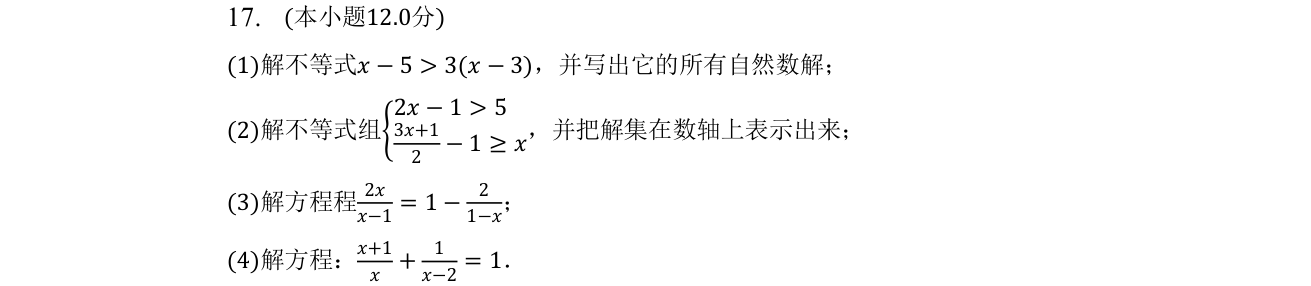 17. (本小题12.0分)
(1)解不等式x − 5 > 3(x − 3)，并写出它的所有自然数解；
(2)解不等式组{2x − 1 > 5, (3x+1)/2 − 1 ≥ x，并把解集在数轴上表示出来；
(3)解方程程2x/(x−1) = 1 − 2/(1−x)；
(4)解方程：(x+1)/x + 1/(x−2) = 1.